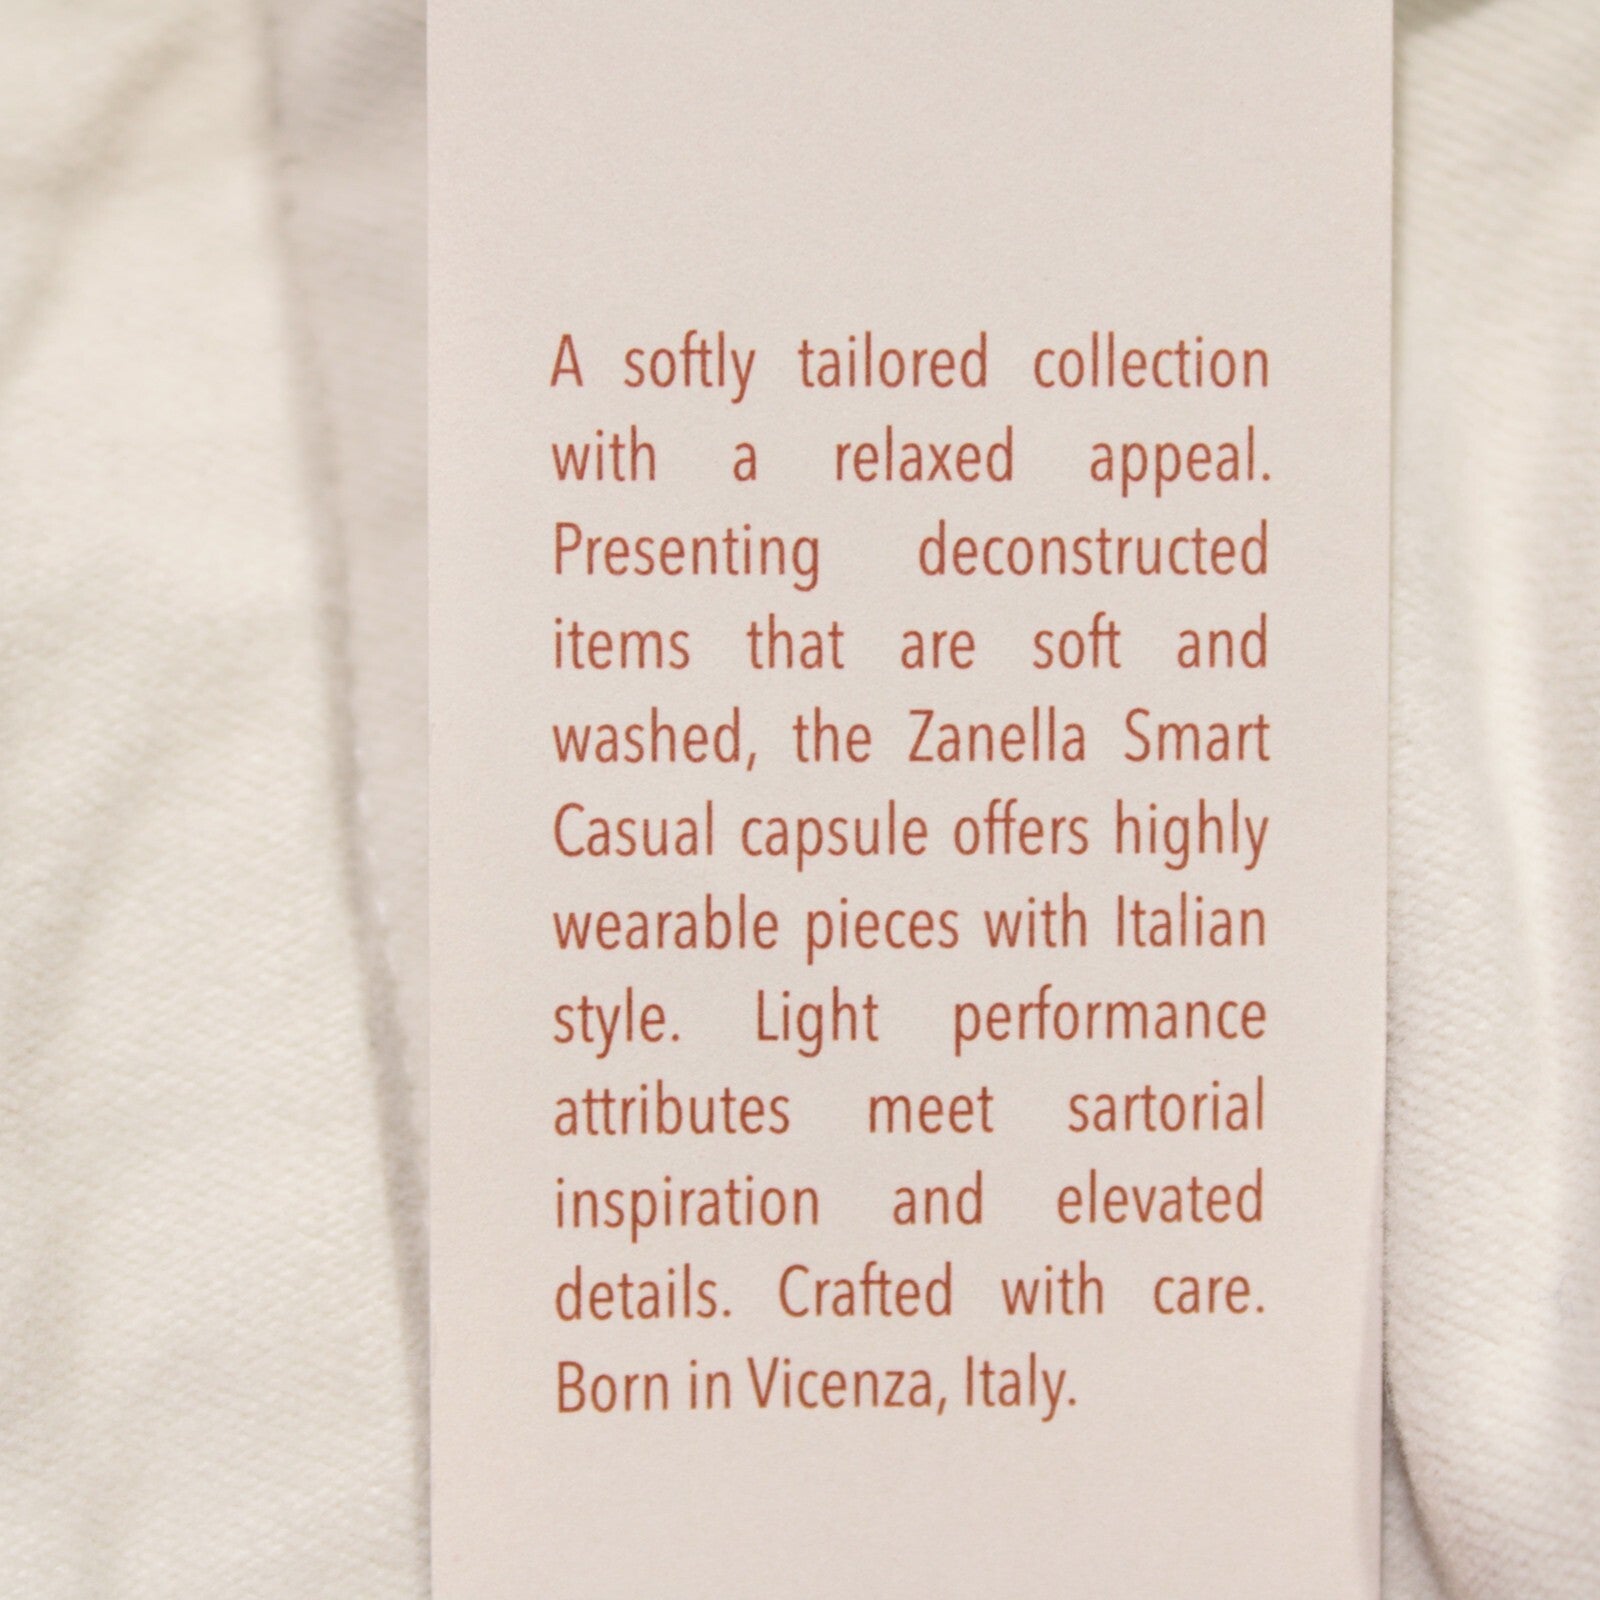 A softly tailored collection
with a relaxed appeal.
Presenting deconstructed
items that are soft and
washed, the Zanella Smart
Casual capsule offers highly
wearable pieces with Italian
style. Light performance
attributes meet sartorial
inspiration and elevated
details. Crafted with care.
Born in Vicenza, Italy.